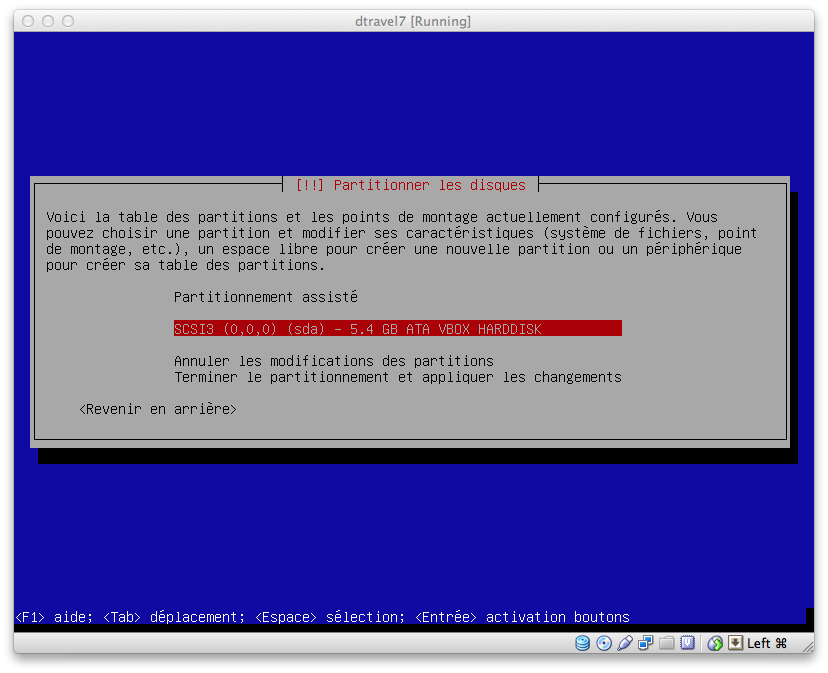 dtravel7 [Running]
[!!] Partitionner les disques
Voici la table des partitions et les points de montage actuellement configurés. Vous
pouvez choisir une partition et modifier ses caractéristiques (système de fichiers, point
de montage, etc.), un espace libre pour créer une nouvelle partition ou un périphérique
pour créer sa table des partitions.
Partitionnement assisté
SCSI3 (0,0,0) (sda) - 5.4 GB ATA VBOX HARDDISK
Annuler les modifications des partitions
Terminer le partitionnement et appliquer les changements
<Revenir en arrière>
<F1> aide; <Tab> déplacement; <Espace> sélection; <Entrée> activation boutons
Left ⌘